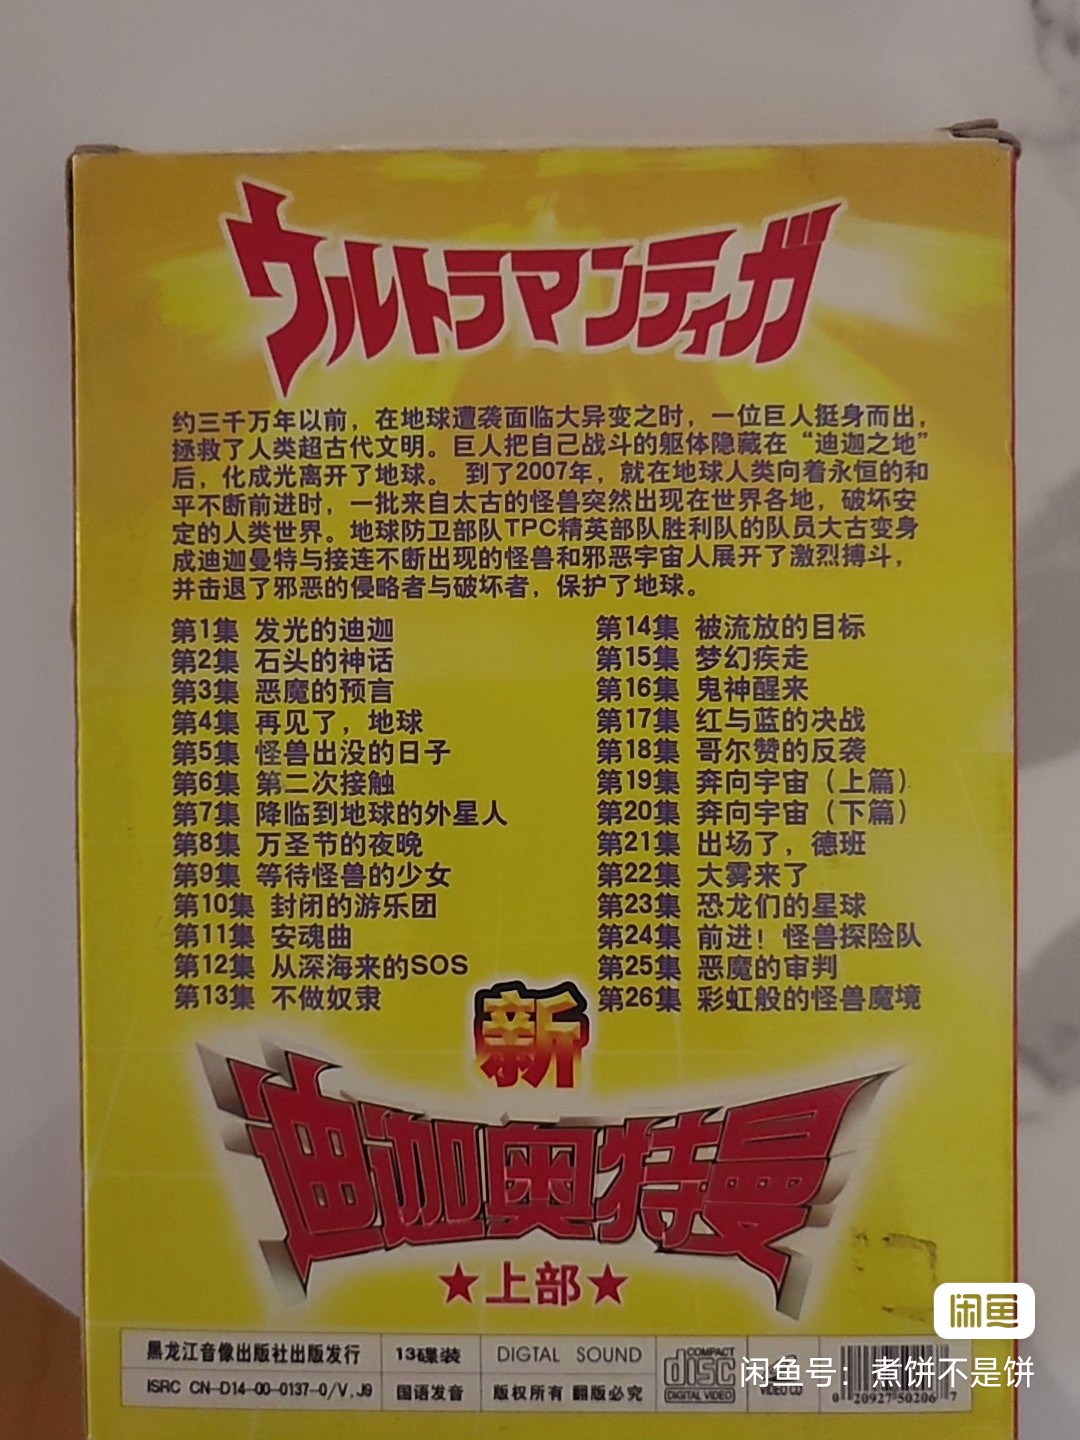 ウルトラマンティガ
约三千万年以前，在地球遭袭面临大异变之时，一位巨人挺身而出，
拯救了人类超古代文明。巨人把自己战斗的躯体隐藏在“迪迦之地”
后，化成光离开了地球。 到了2007年，就在地球人类向着永恒的和
平不断前进时，一批来自太古的怪兽突然出现在世界各地，破坏安
定的人类世界。地球防卫部队TPC精英部队胜利队的队员大古变身
成迪迦曼特与接连不断出现的怪兽和邪恶宇宙人展开了激烈搏斗，
并击退了邪恶的侵略者与破坏者，保护了地球。
第1集 发光的迪迦
第2集 石头的神话
第3集 恶魔的预言
第4集 再见了，地球
第5集 怪兽出没的日子
第6集 第二次接触
第7集 降临到地球的外星人
第8集 万圣节的夜晚
第9集 等待怪兽的少女
第10集 封闭的游乐团
第11集 安魂曲
第12集 从深海来的SOS
第13集 不做奴隶
第14集 被流放的目标
第15集 梦幻疾走
第16集 鬼神醒来
第17集 红与蓝的决战
第18集 哥尔赞的反袭
第19集 奔向宇宙（上篇）
第20集 奔向宇宙（下篇）
第21集 出场了，德班
第22集 大雾来了
第23集 恐龙们的星球
第24集 前进！怪兽探险队
第25集 恶魔的审判
第26集 彩虹般的怪兽魔境
新
迪迦奥特曼
★上部★
黑龙江音像出版社出版发行
ISRC CN-D14-00-0137-0/V.J9
13碟装
国语发音
DIGTAL SOUND
版权所有 翻版必究
COMPACT
disc
DIGITAL VIDEO
VIDEO CD
0 20927 50206 7
闲鱼
闲鱼号：煮饼不是饼